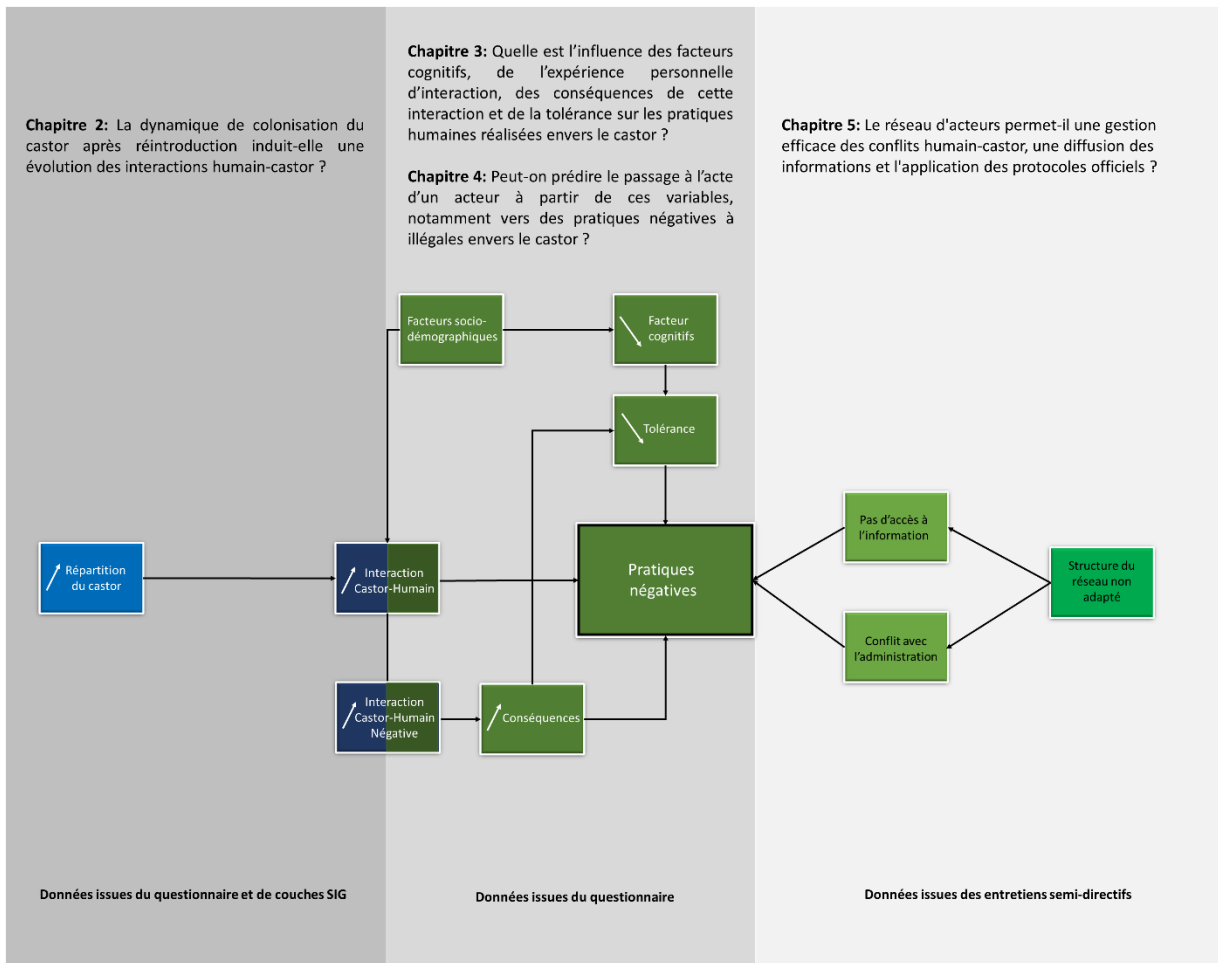 Chapitre 2: La dynamique de colonisation du
castor après réintroduction induit-elle une
évolution des interactions humain-castor ?
Chapitre 3: Quelle est l'influence des facteurs
cognitifs, de l'expérience personnelle
d'interaction, des conséquences de cette
interaction et de la tolérance sur les pratiques
humaines réalisées envers le castor ?
Chapitre 4: Peut-on prédire le passage à l'acte
d'un acteur à partir de ces variables,
notamment vers des pratiques négatives à
illégales envers le castor ?
Chapitre 5: Le réseau d'acteurs permet-il une gestion
efficace des conflits humain-castor, une diffusion des
informations et l'application des protocoles officiels ?
Facteurs socio-
démographiques
Facteur
cognitifs
Tolérance
Répartition
du castor
Interaction
Castor-Humain
Pratiques
négatives
Interaction
Castor-Humain
Négative
Conséquences
Pas d'accès à
l'information
Conflit avec
l'administration
Structure du
réseau non
adapté
Données issues du questionnaire et de couches SIG
Données issues du questionnaire
Données issues des entretiens semi-directifs